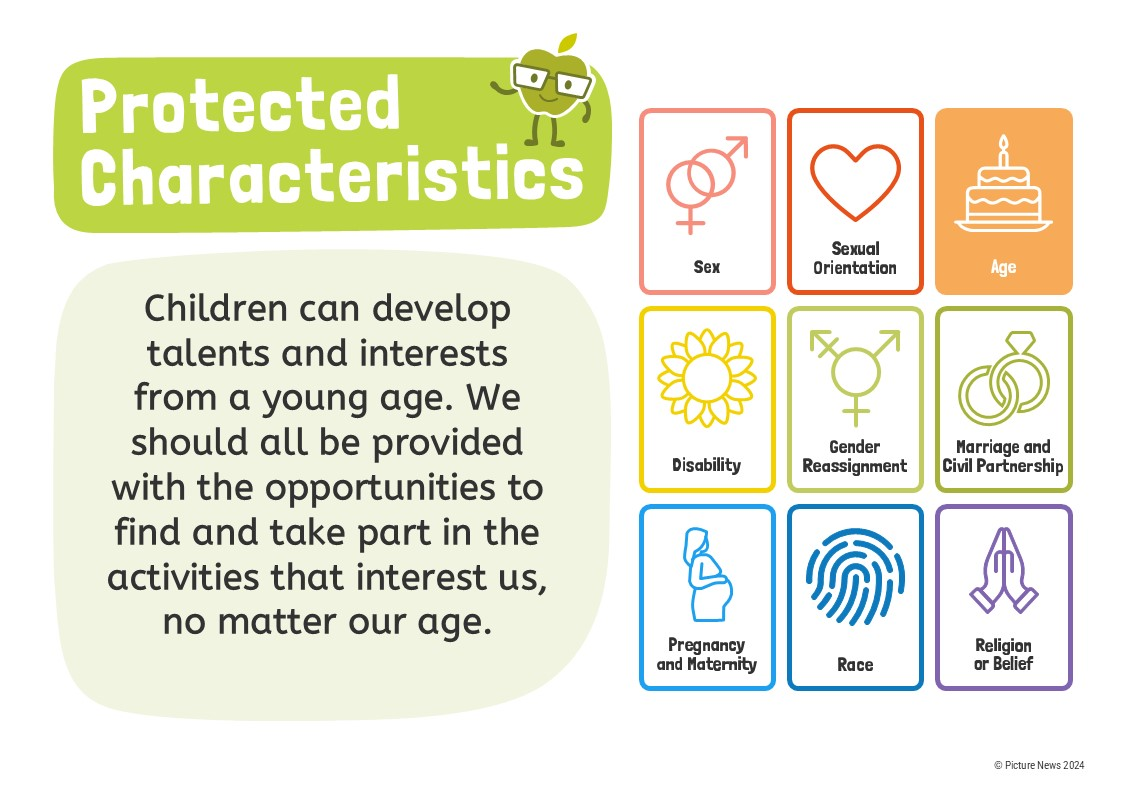 Protected
Characteristics
Children can develop
talents and interests
from a young age. We
should all be provided
with the opportunities to
find and take part in the
activities that interest us,
no matter our age.
Sex
Sexual
Orientation
Age
Disability
Gender
Reassignment
Marriage and
Civil Partnership
Pregnancy
and Maternity
Race
Religion
or Belief
© Picture News 2024